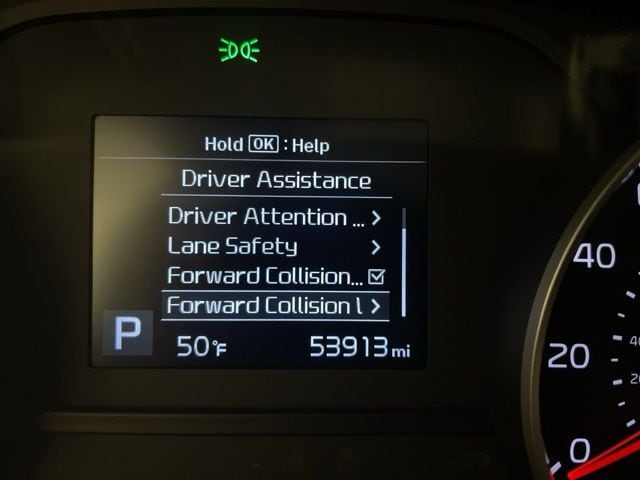 Hold OK : Help
Driver Assistance
Driver Attention ... >
Lane Safety >
Forward Collision...
Forward Collision >
P
50°F 53913 mi
40
20
0